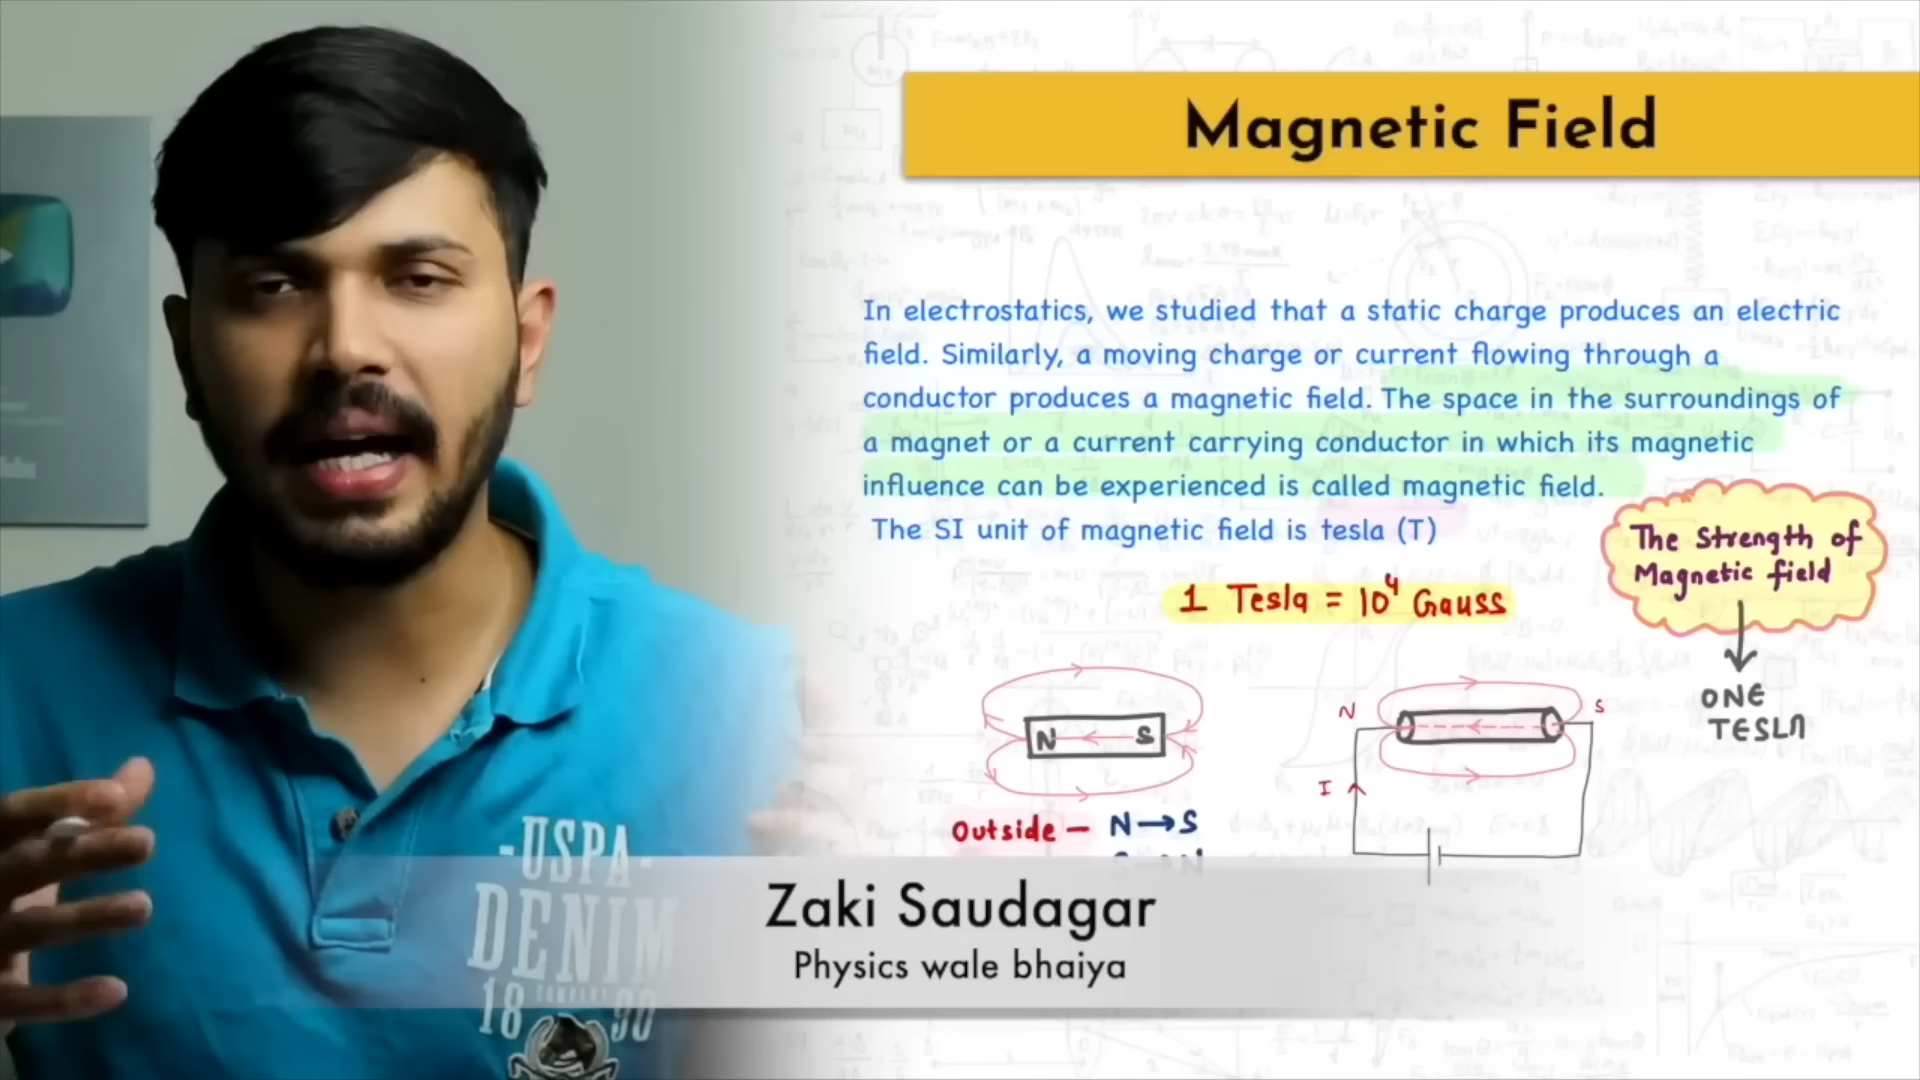 Magnetic Field
In electrostatics, we studied that a static charge produces an electric
field. Similarly, a moving charge or current flowing through a
conductor produces a magnetic field. The space in the surroundings of
a magnet or a current carrying conductor in which its magnetic
influence can be experienced is called magnetic field.
The SI unit of magnetic field is tesla (T)
The Strength of
Magnetic field
1 Tesla = 10⁴ Gauss
ONE
TESLA
N S
N S
I
Outside - N→S
Zaki Saudagar
Physics wale bhaiya
-USPA-
DENIM
18 COMPANY 90